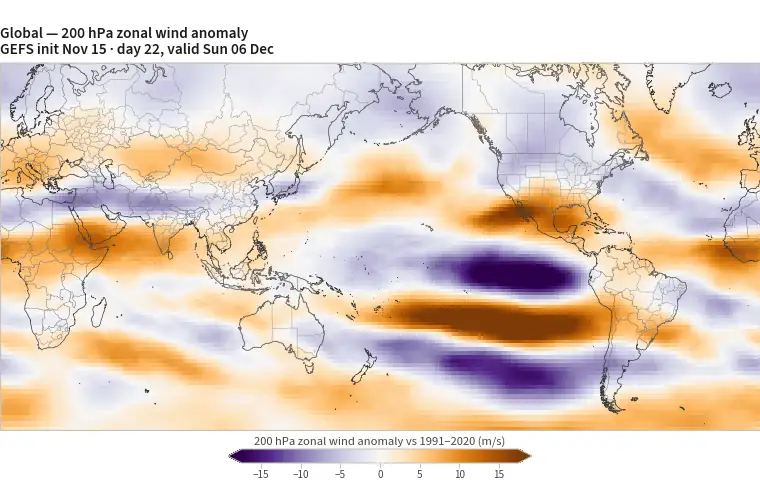 Global — 200 hPa zonal wind anomaly
GEFS init Nov 15 · day 22, valid Sun 06 Dec
200 hPa zonal wind anomaly vs 1991–2020 (m/s)
−15 −10 −5 0 5 10 15